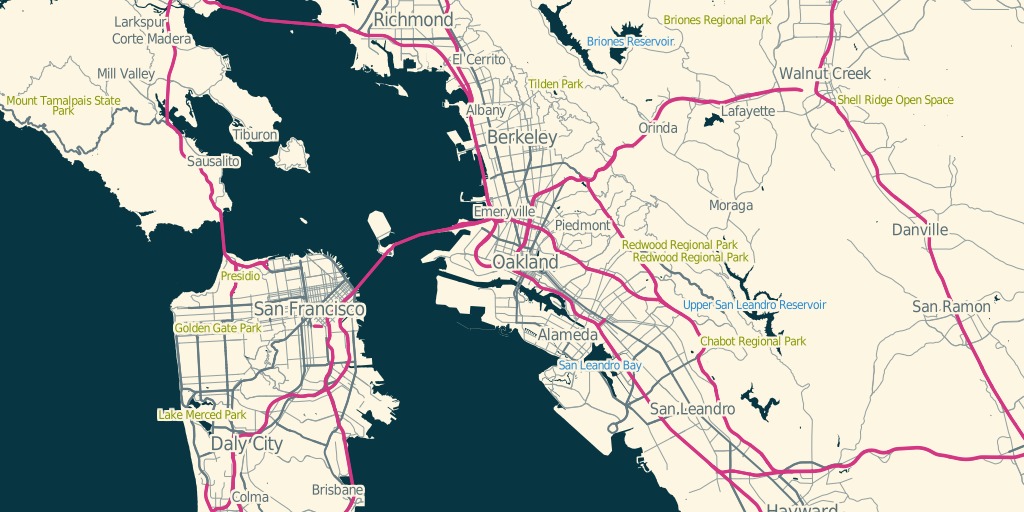 Richmond
Larkspur
Briones Regional Park
Corte Madera
Briones Reservoir
El Cerrito
Mill Valley
Walnut Creek
Tilden Park
Mount Tamalpais State
Park
Shell Ridge Open Space
Albany
Lafayette
Orinda
Tiburon
Berkeley
Sausalito
Moraga
Emeryville
Piedmont
Danville
Redwood Regional Park
Redwood Regional Park
Oakland
Presidio
San Francisco
Upper San Leandro Reservoir
San Ramon
Golden Gate Park
Alameda
Chabot Regional Park
San Leandro Bay
Lake Merced Park
San Leandro
Daly City
Colma
Brisbane
Hayward